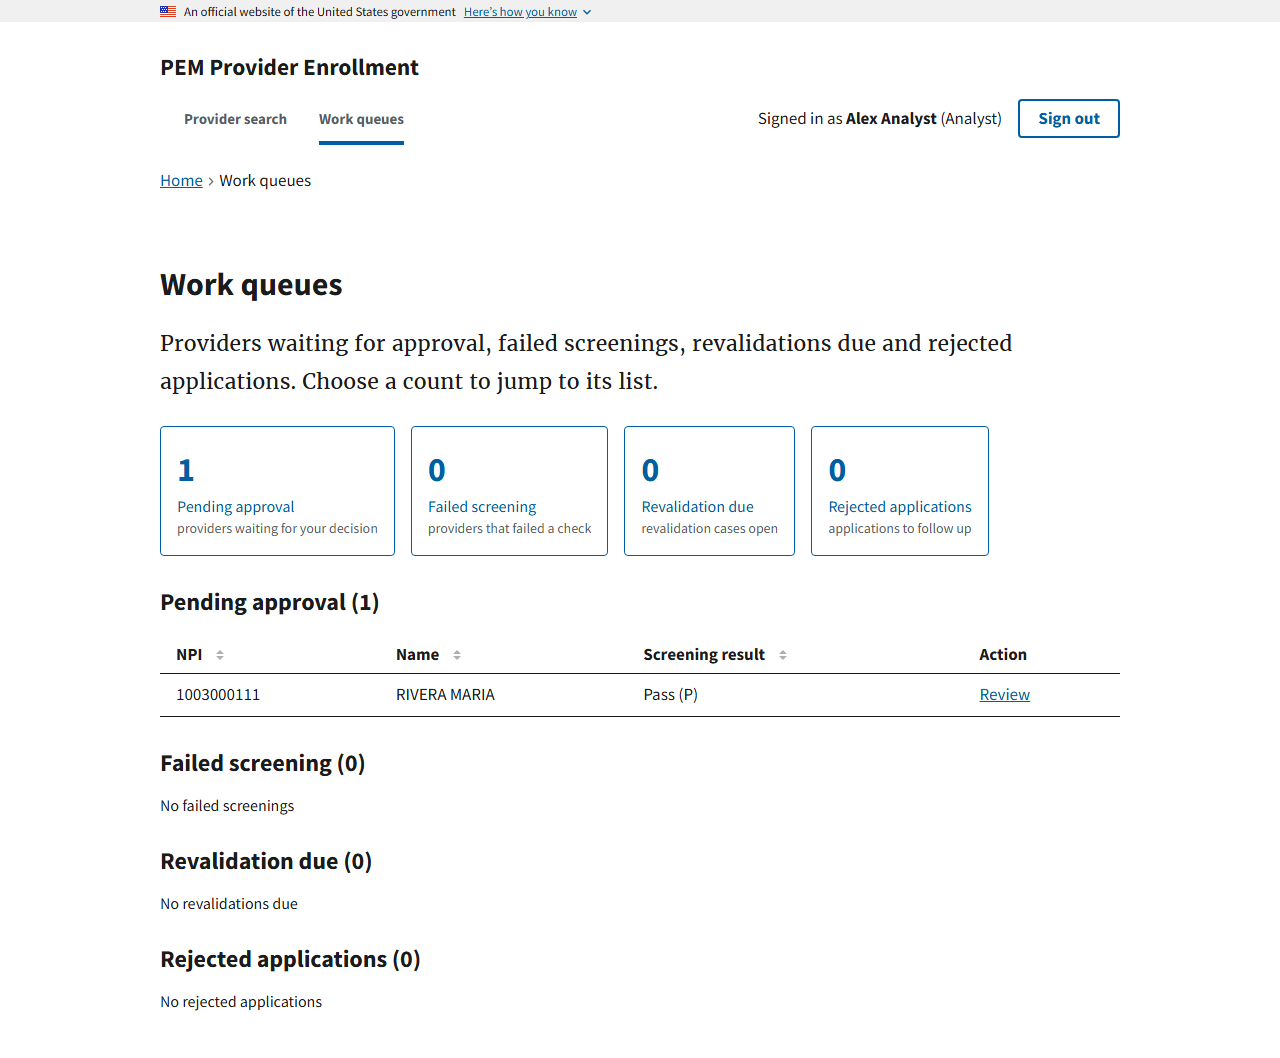 An official website of the United States government Here's how you know
PEM Provider Enrollment
Provider search Work queues Signed in as Alex Analyst (Analyst) Sign out
Home Work queues
Work queues
Providers waiting for approval, failed screenings, revalidations due and rejected
applications. Choose a count to jump to its list.
1
Pending approval
providers waiting for your decision
0
Failed screening
providers that failed a check
0
Revalidation due
revalidation cases open
0
Rejected applications
applications to follow up
Pending approval (1)
NPI Name Screening result Action
1003000111 RIVERA MARIA Pass (P) Review
Failed screening (0)
No failed screenings
Revalidation due (0)
No revalidations due
Rejected applications (0)
No rejected applications